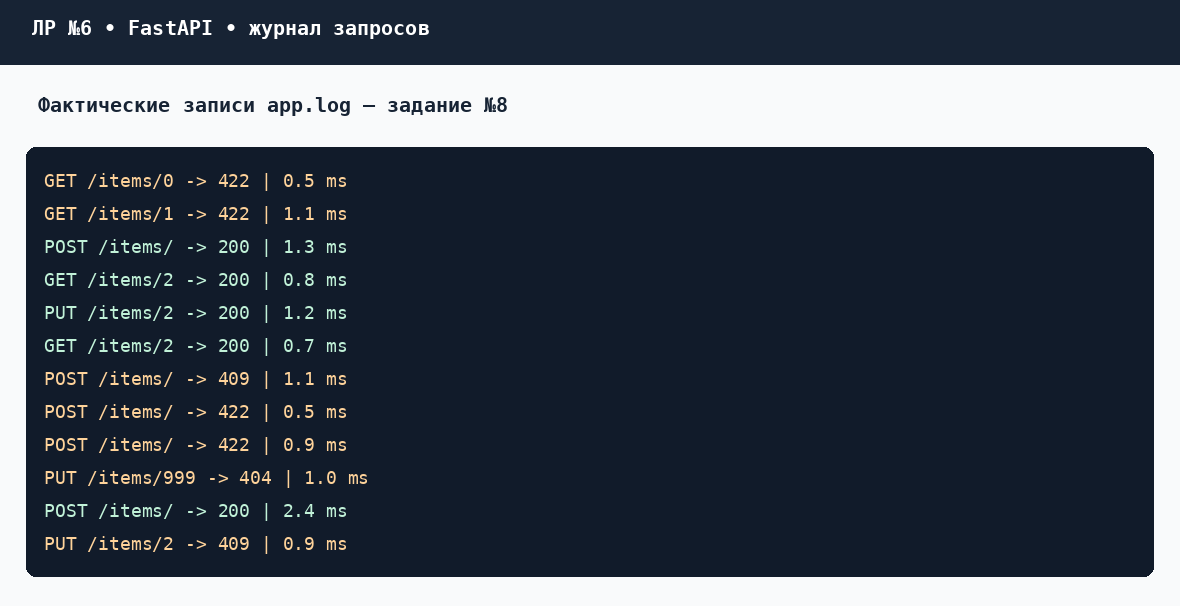 ЛР №6 • FastAPI • журнал запросов
Фактические записи app.log — задание №8
GET /items/0 -> 422 | 0.5 ms
GET /items/1 -> 422 | 1.1 ms
POST /items/ -> 200 | 1.3 ms
GET /items/2 -> 200 | 0.8 ms
PUT /items/2 -> 200 | 1.2 ms
GET /items/2 -> 200 | 0.7 ms
POST /items/ -> 409 | 1.1 ms
POST /items/ -> 422 | 0.5 ms
POST /items/ -> 422 | 0.9 ms
PUT /items/999 -> 404 | 1.0 ms
POST /items/ -> 200 | 2.4 ms
PUT /items/2 -> 409 | 0.9 ms